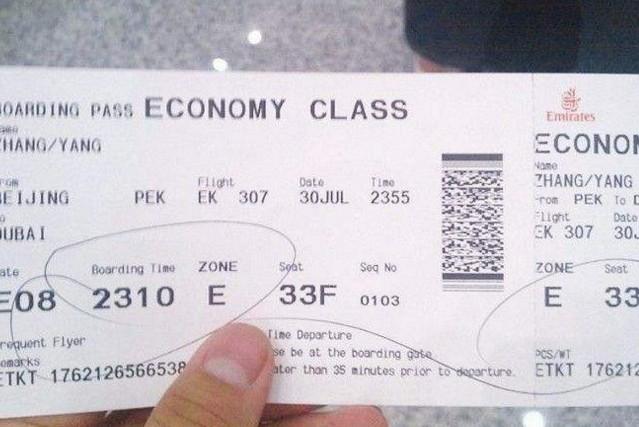 BOARDING PASS ECONOMY CLASS
ZHANG/YANG
Flight Date Time
BEIJING PEK EK 307 30JUL 2355
DUBAI
Boarding Time ZONE Seat Seq No
E08 2310 E 33F 0103
Frequent Flyer
Time Departure
Remarks
be at the boarding gate
ETKT 1762126566538
than 35 minutes prior to departure.
Emirates
ECONOM
Name
ZHANG/YANG
From PEK To D
Flight Date
EK 307 30J
ZONE Seat
E 33
PCS/WT
ETKT 176212